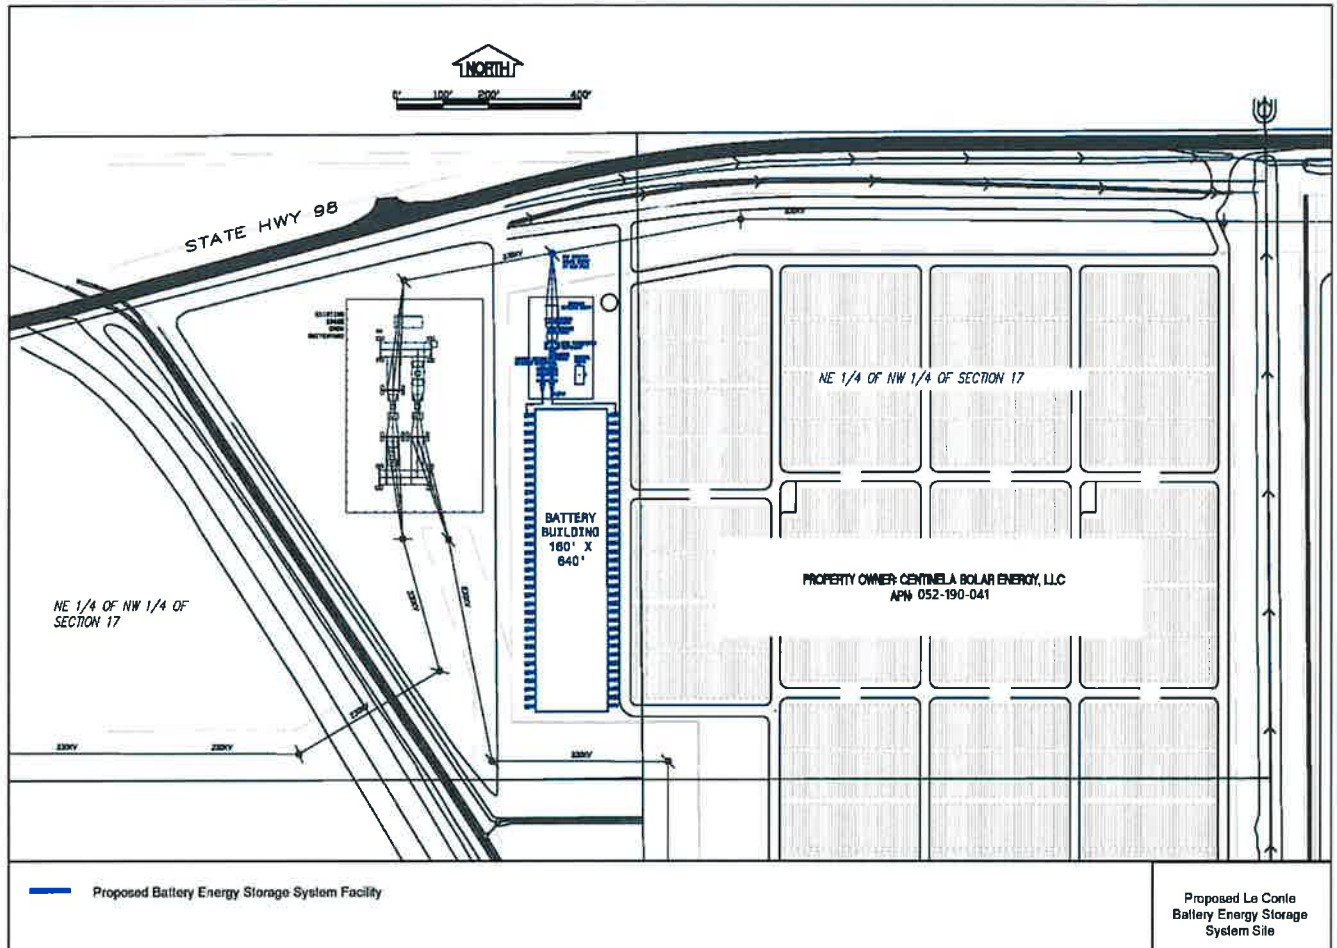 NORTH
0' 100' 200' 400'
STATE HWY 98
230KV
230KV
NE 1/4 OF NW 1/4 OF SECTION 17
BATTERY
BUILDING
160' X
640'
PROPERTY OWNER: CENTINELA SOLAR ENERGY, LLC
APN: 052-190-041
NE 1/4 OF NW 1/4 OF
SECTION 17
230KV
230KV
230KV
230KV
230KV
230KV
Proposed Battery Energy Storage System Facility
Proposed Le Conte
Battery Energy Storage
System Site